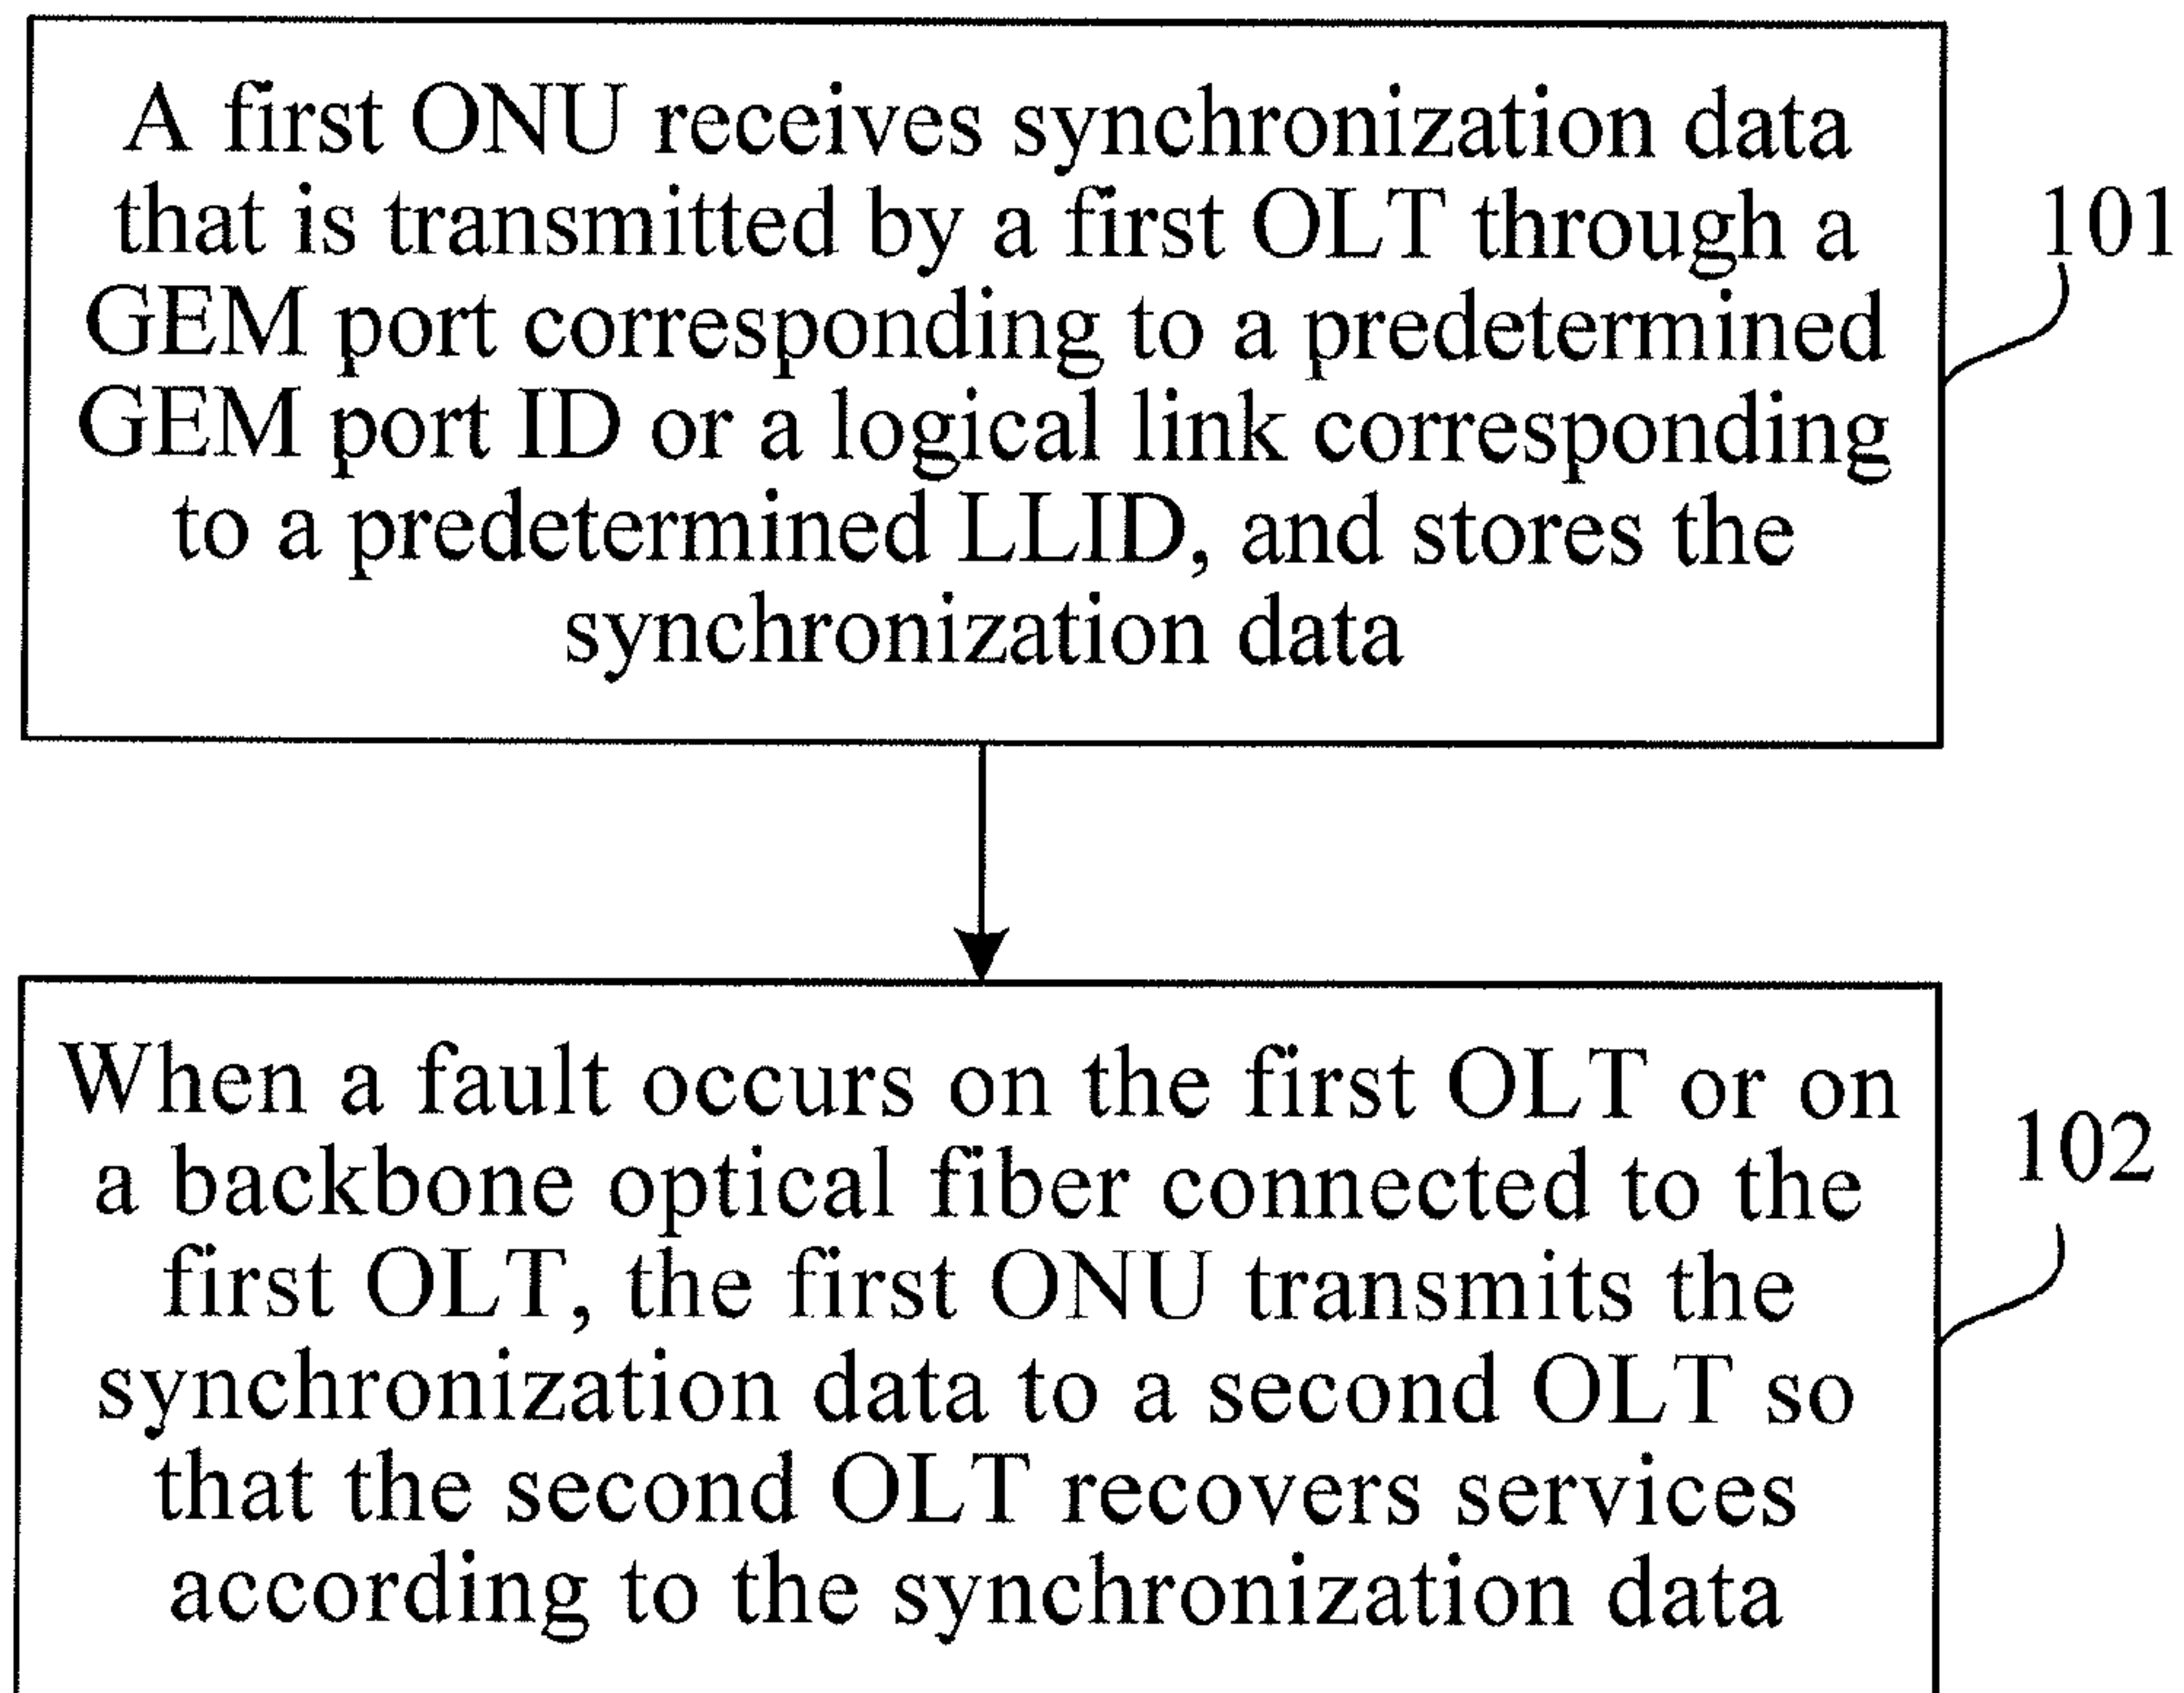 A first ONU receives synchronization data
that is transmitted by a first OLT through a
GEM port corresponding to a predetermined
GEM port ID or a logical link corresponding
to a predetermined LLID, and stores the
synchronization data
101
When a fault occurs on the first OLT or on
a backbone optical fiber connected to the
first OLT, the first ONU transmits the
synchronization data to a second OLT so
that the second OLT recovers services
according to the synchronization data
102